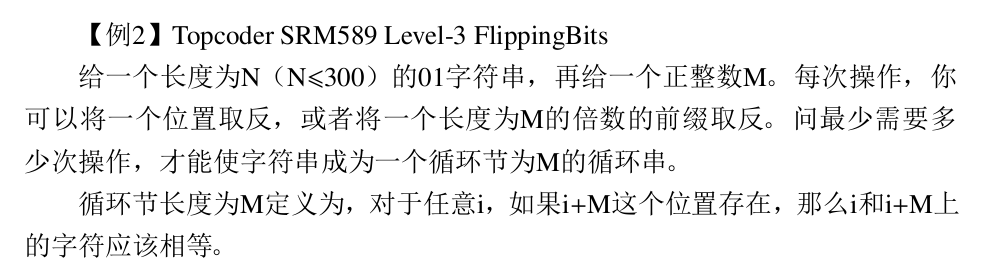 【例2】Topcoder SRM589 Level-3 FlippingBits
给一个长度为N（N≤300）的01字符串，再给一个正整数M。每次操作，你
可以将一个位置取反，或者将一个长度为M的倍数的前缀取反。问最少需要多
少次操作，才能使字符串成为一个循环节为M的循环串。
循环节长度为M定义为，对于任意i，如果i+M这个位置存在，那么i和i+M上
的字符应该相等。